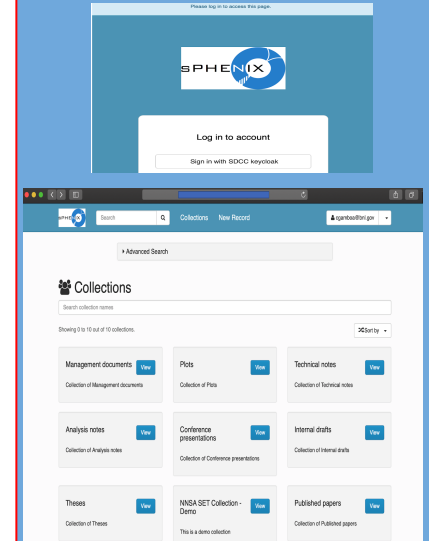 Please log in to access this page.
sPHENIX
Log in to account
Sign in with SDCC keycloak
sPHENIX
Search
Collections
New Record
cgamboa@bnl.gov
Advanced Search
Collections
Search collection names
Showing 0 to 10 out of 10 collections.
Sort by
Management documents
View
Collection of Management documents
Plots
View
Collection of Plots
Technical notes
View
Collection of Technical notes
Analysis notes
View
Collection of Analysis notes
Conference
presentations
View
Collection of Conference presentations
Internal drafts
View
Collection of Internal drafts
Theses
View
Collection of Theses
NNSA SET Collection -
Demo
View
This is a demo collection
Published papers
View
Collection of Published papers